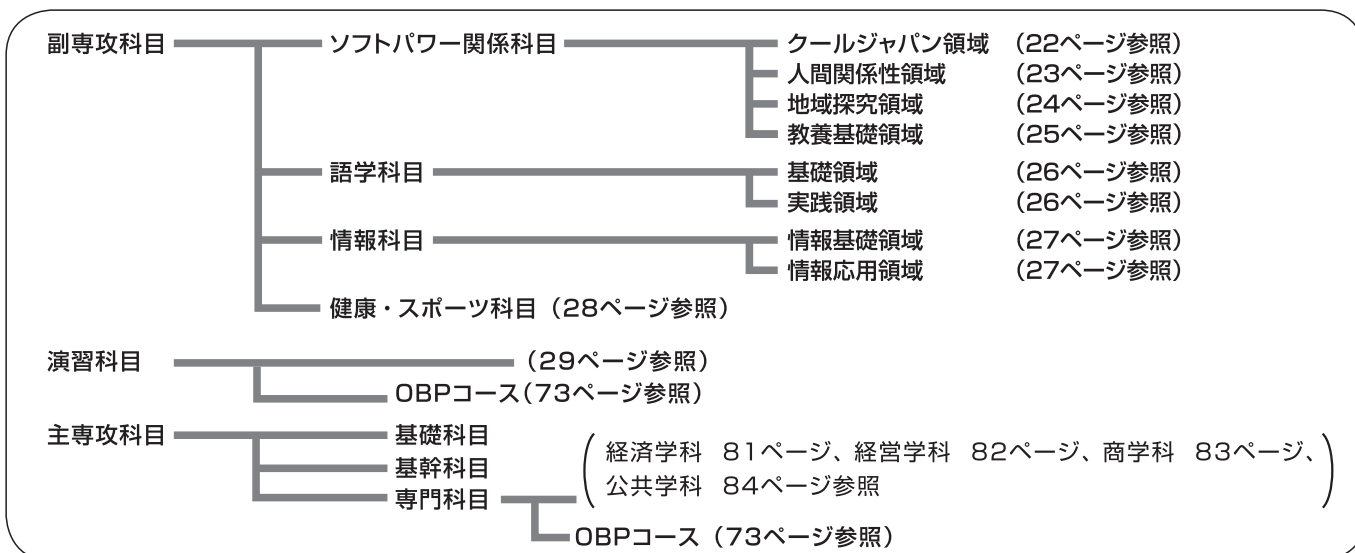 副専攻科目 ソフトパワー関係科目 クールジャパン領域 (22ページ参照)
人間関係性領域 (23ページ参照)
地域探究領域 (24ページ参照)
教養基礎領域 (25ページ参照)
語学科目 基礎領域 (26ページ参照)
実践領域 (26ページ参照)
情報科目 情報基礎領域 (27ページ参照)
情報応用領域 (27ページ参照)
健康・スポーツ科目 (28ページ参照)
演習科目 (29ページ参照)
OBPコース(73ページ参照)
主専攻科目 基礎科目
基幹科目
専門科目
(経済学科 81ページ、経営学科 82ページ、商学科 83ページ、
公共学科 84ページ参照)
OBPコース (73ページ参照)